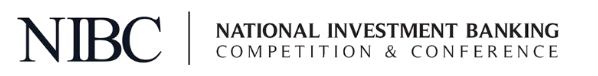 NIBC
NATIONAL INVESTMENT BANKING
COMPETITION & CONFERENCE